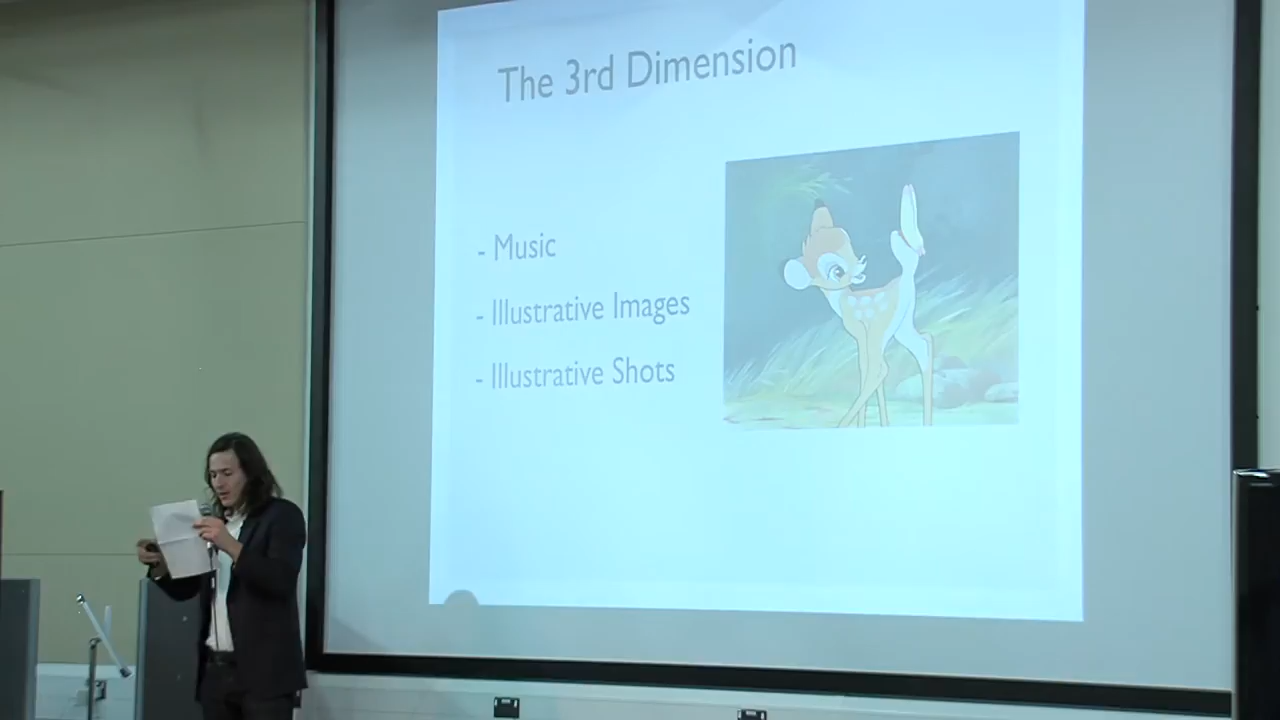 The 3rd Dimension
- Music
- Illustrative Images
- Illustrative Shots